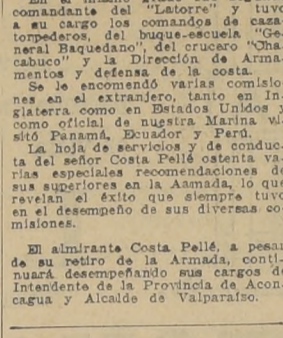 comandante del "Latorre" y tuvo
a su cargo los comandos de caza
torpederos, del buque-escuela "Ge-
neral Baquedano", del crucero "Cha
cabuco" y la Dirección de Arma
mentos y defensa de la costa.
Se le encomendó varias comisio
nes en el extranjero, tanto en In-
glaterra como en Estados Unidos y
como oficial de nuestra Marina vi
sitó Panamá, Ecuador y Perú.
La hoja de servicios y de conduc-
ta del señor Costa Pellé ostenta va-
rias especiales recomendaciones de
sus superiores en la Aamada, lo que
revelan el éxito que siempre tuvo
en el desempeño de sus diversas co
misiones.
El almirante Costa Pellé, a pesar
de su retiro de la Armada, conti-
nuará desempeñando sus cargos de
Intendente de la Provincia de Acon-
cagua y Alcalde de Valparaíso.